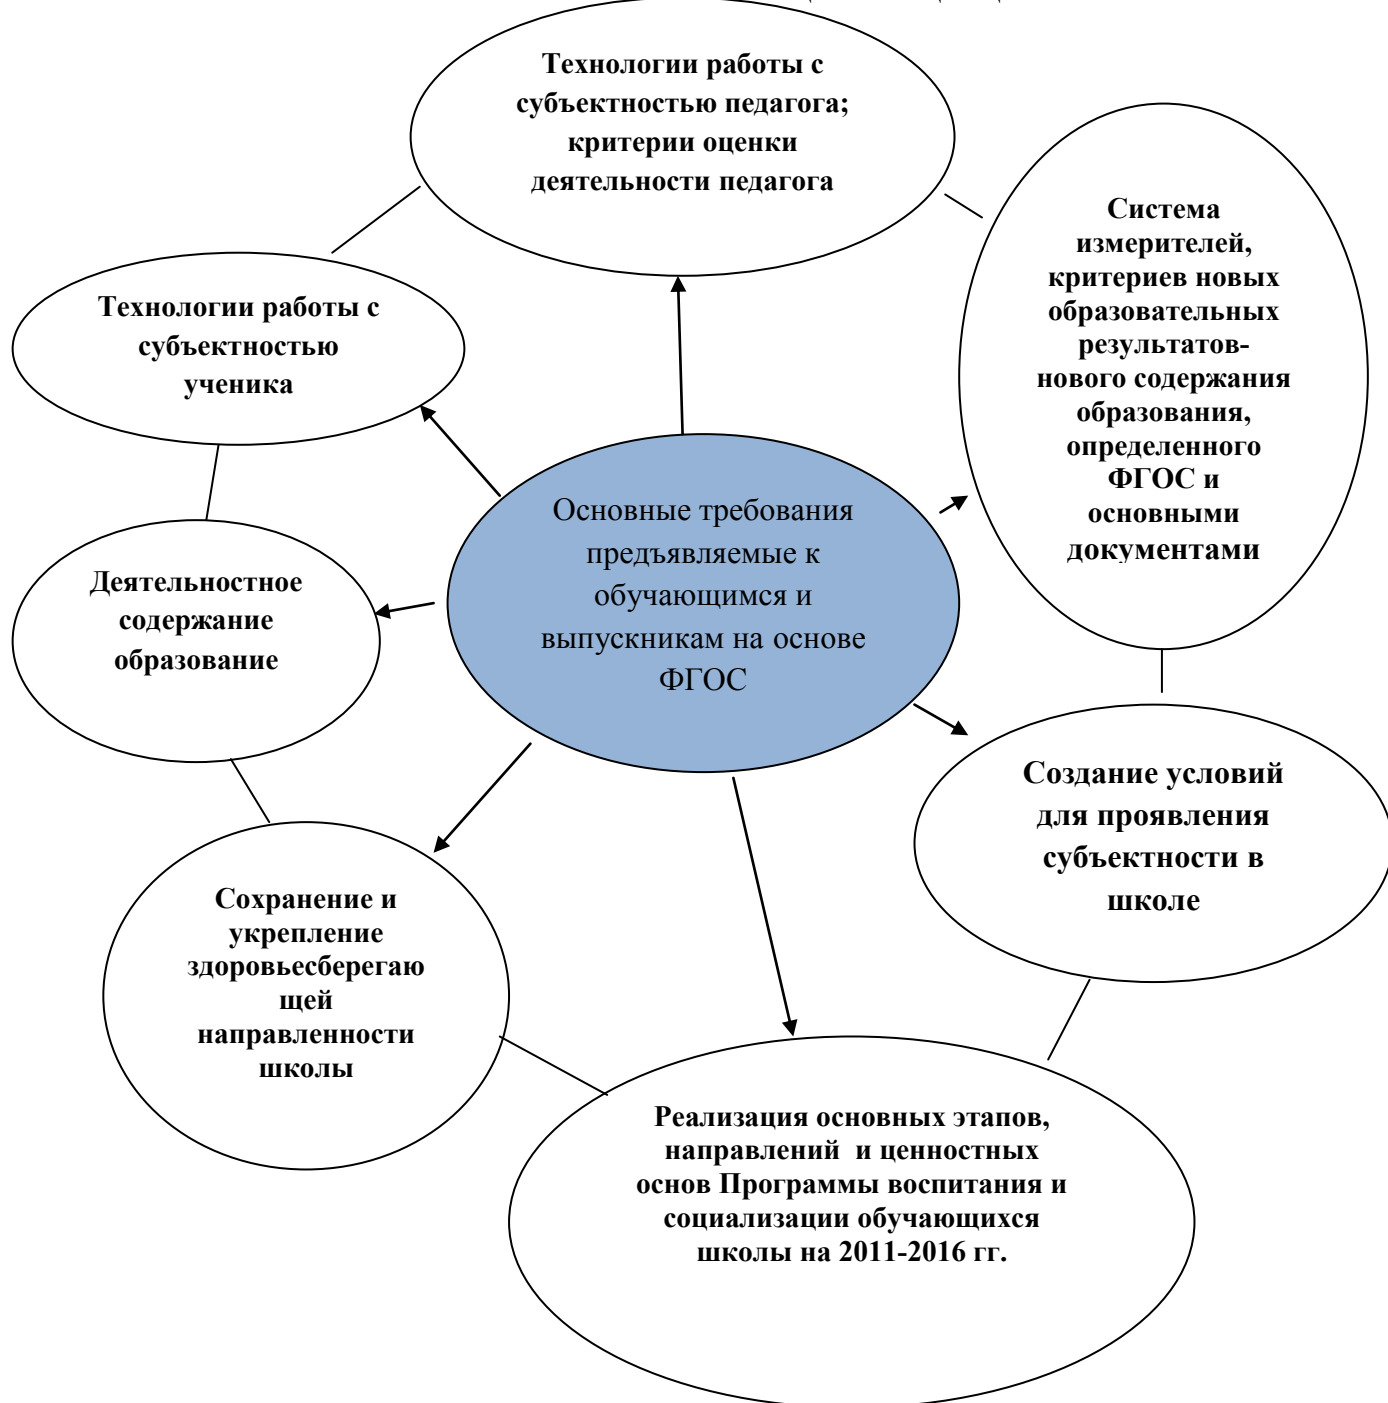 Технологии работы с
субъектностью педагога;
критерии оценки
деятельности педагога
Система
измерителей,
критериев новых
образовательных
результатов-
нового содержания
образования,
определенного
ФГОС и
основными
документами
Технологии работы с
субъектностью
ученика
Основные требования
предъявляемые к
обучающимся и
выпускникам на основе
ФГОС
Деятельностное
содержание
образование
Создание условий
для проявления
субъектности в
школе
Сохранение и
укрепление
здоровьесберегаю
щей
направленности
школы
Реализация основных этапов,
направлений  и ценностных
основ Программы воспитания и
социализации обучающихся
школы на 2011-2016 гг.